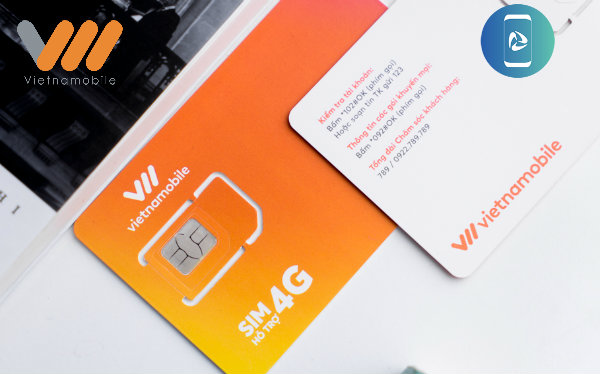 Vietnamobile
Kiểm tra tài khoản:
Bấm *102#OK (phím gọi)
Hoặc soạn tin TK gửi 123
Thông tin các gói khuyến mại:
Bấm *092#OK (phím gọi)
Tổng đài Chăm sóc khách hàng:
789 / 0922.789.789
vietnamobile
vietnamobile
SIM
HỖ TRỢ
4G
H I